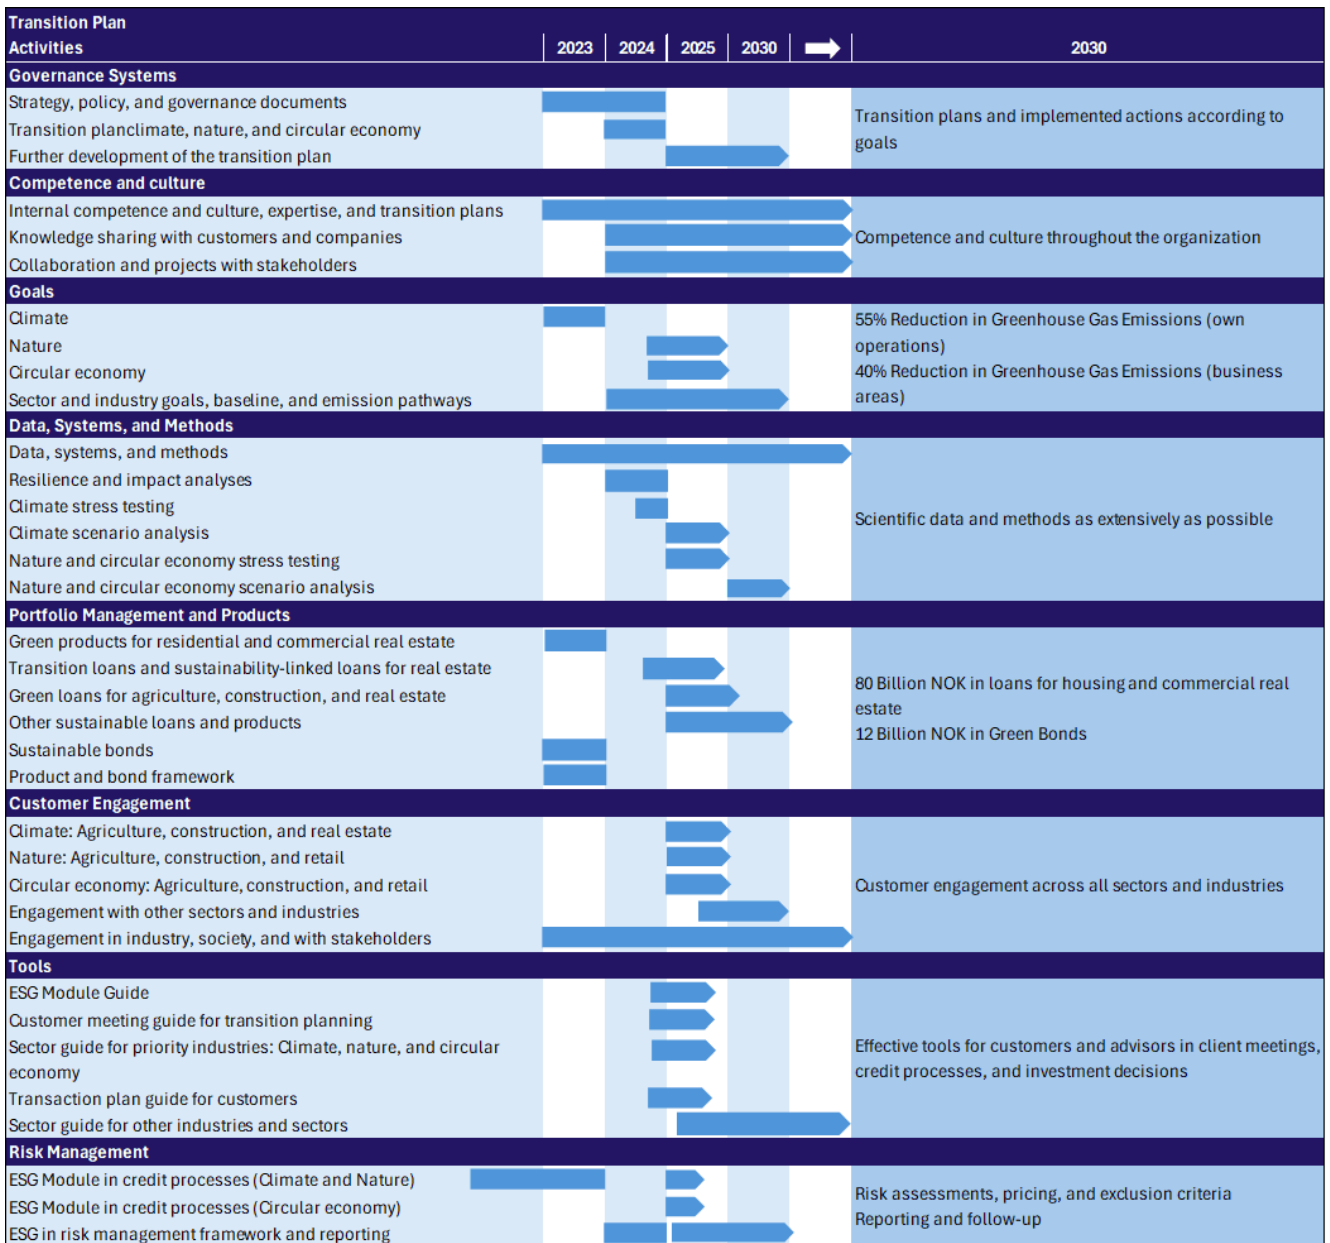 Transition Plan
Activities 2023 2024 2025 2030 2030
Governance Systems
Strategy, policy, and governance documents
Transition planclimate, nature, and circular economy
Further development of the transition plan
Transition plans and implemented actions according to
goals
Competence and culture
Internal competence and culture, expertise, and transition plans
Knowledge sharing with customers and companies
Collaboration and projects with stakeholders
Competence and culture throughout the organization
Goals
Climate
Nature
Circular economy
Sector and industry goals, baseline, and emission pathways
55% Reduction in Greenhouse Gas Emissions (own
operations)
40% Reduction in Greenhouse Gas Emissions (business
areas)
Data, Systems, and Methods
Data, systems, and methods
Resilience and impact analyses
Climate stress testing
Climate scenario analysis
Nature and circular economy stress testing
Nature and circular economy scenario analysis
Scientific data and methods as extensively as possible
Portfolio Management and Products
Green products for residential and commercial real estate
Transition loans and sustainability-linked loans for real estate
Green loans for agriculture, construction, and real estate
Other sustainable loans and products
Sustainable bonds
Product and bond framework
80 Billion NOK in loans for housing and commercial real
estate
12 Billion NOK in Green Bonds
Customer Engagement
Climate: Agriculture, construction, and real estate
Nature: Agriculture, construction, and retail
Circular economy: Agriculture, construction, and retail
Engagement with other sectors and industries
Engagement in industry, society, and with stakeholders
Customer engagement across all sectors and industries
Tools
ESG Module Guide
Customer meeting guide for transition planning
Sector guide for priority industries: Climate, nature, and circular
economy
Transaction plan guide for customers
Sector guide for other industries and sectors
Effective tools for customers and advisors in client meetings,
credit processes, and investment decisions
Risk Management
ESG Module in credit processes (Climate and Nature)
ESG Module in credit processes (Circular economy)
ESG in risk management framework and reporting
Risk assessments, pricing, and exclusion criteria
Reporting and follow-up